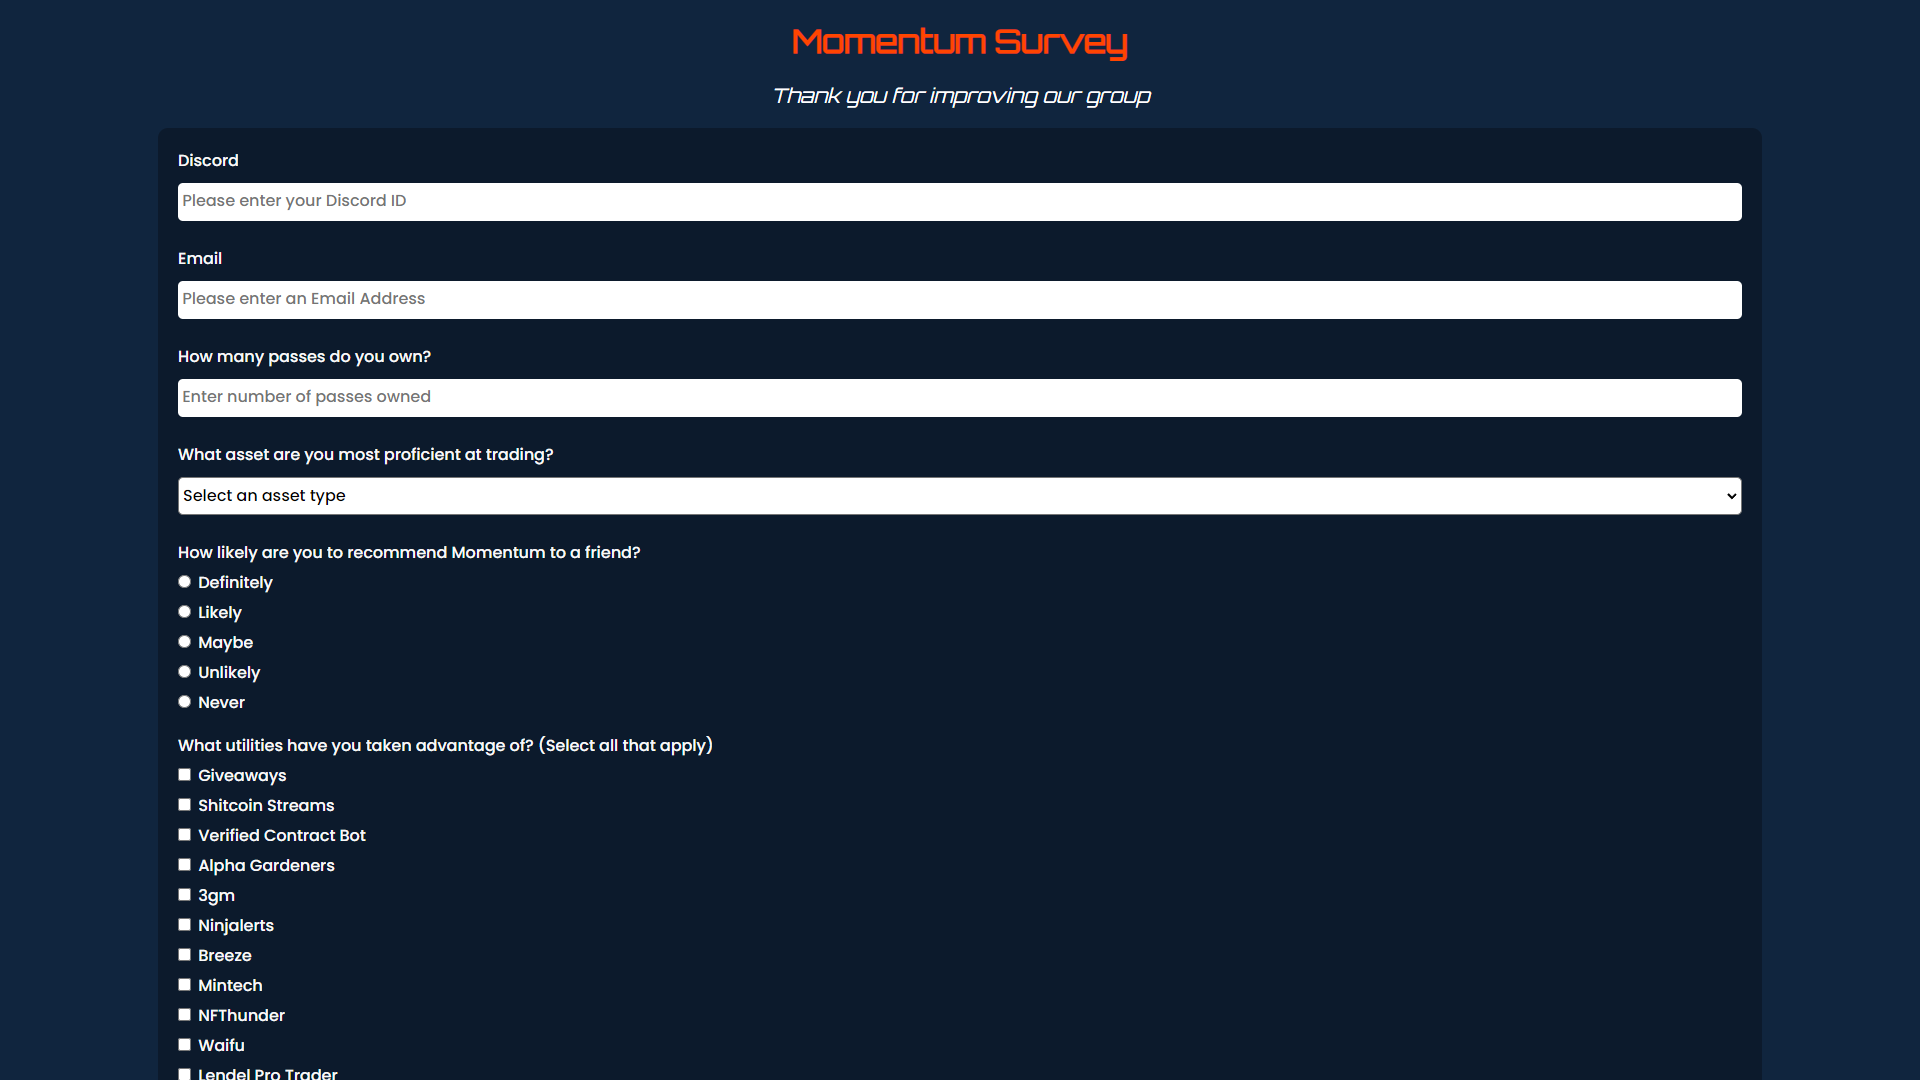 Momentum Survey
Thank you for improving our group
Discord
Please enter your Discord ID
Email
Please enter an Email Address
How many passes do you own?
Enter number of passes owned
What asset are you most proficient at trading?
Select an asset type
How likely are you to recommend Momentum to a friend?
Definitely
Likely
Maybe
Unlikely
Never
What utilities have you taken advantage of? (Select all that apply)
Giveaways
Shitcoin Streams
Verified Contract Bot
Alpha Gardeners
3gm
Ninjalerts
Breeze
Mintech
NFThunder
Waifu
Lendel Pro Trader